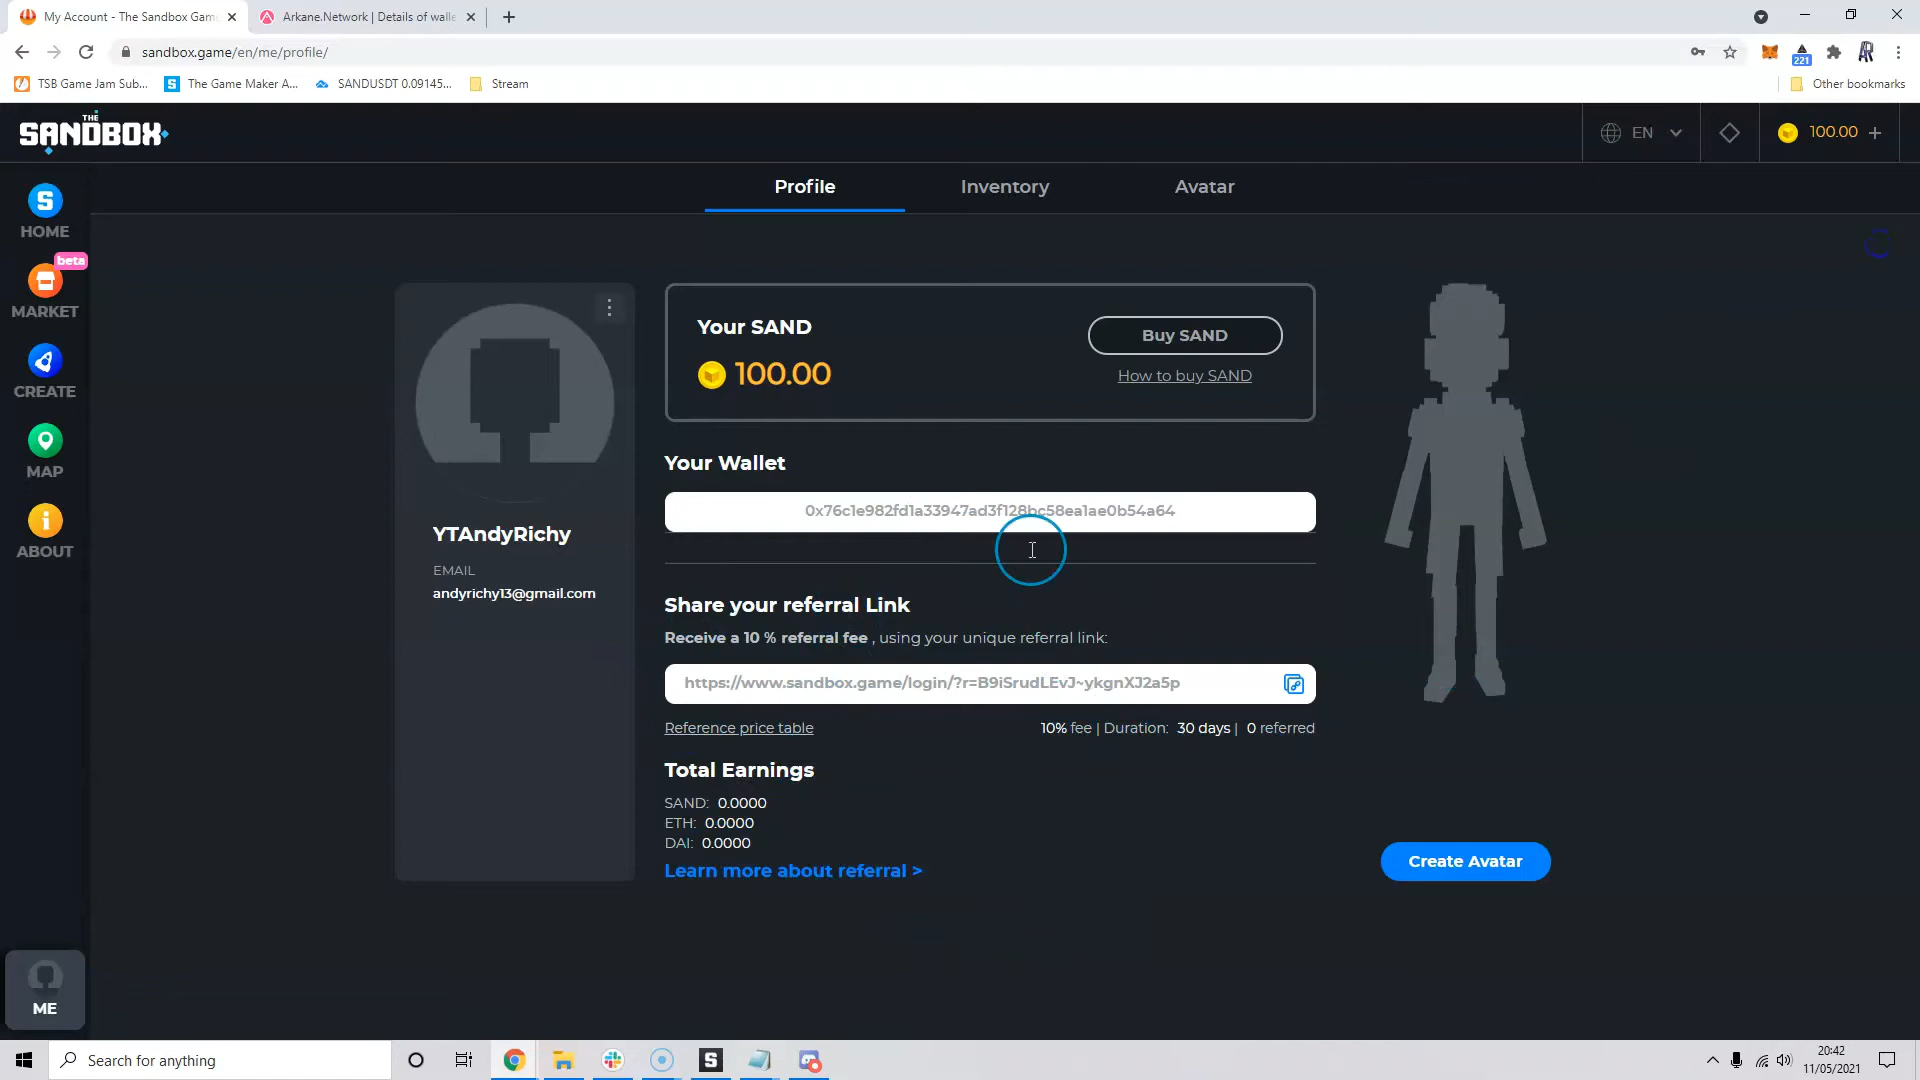 My Account - The Sandbox Gam
Arkane.Network | Details of walle
sandbox.game/en/me/profile/
221
TSB Game Jam Sub...
The Game Maker A...
SANDUSDT 0.09145...
Stream
Other bookmarks
THE SANDBOX
EN
100.00
Profile
Inventory
Avatar
HOME
beta
MARKET
CREATE
MAP
ABOUT
ME
YTAndyRichy
EMAIL
andyrichy13@gmail.com
Your SAND
100.00
Buy SAND
How to buy SAND
Your Wallet
0x76c1e982fd1a33947ad3f128bc58ea1ae0b54a64
Share your referral Link
Receive a 10 % referral fee , using your unique referral link:
https://www.sandbox.game/login/?r=B9iSrudLEvJ~ykgnXJ2a5p
Reference price table
10% fee | Duration: 30 days | 0 referred
Total Earnings
SAND: 0.0000
ETH: 0.0000
DAI: 0.0000
Learn more about referral >
Create Avatar
Search for anything
20:42
11/05/2021